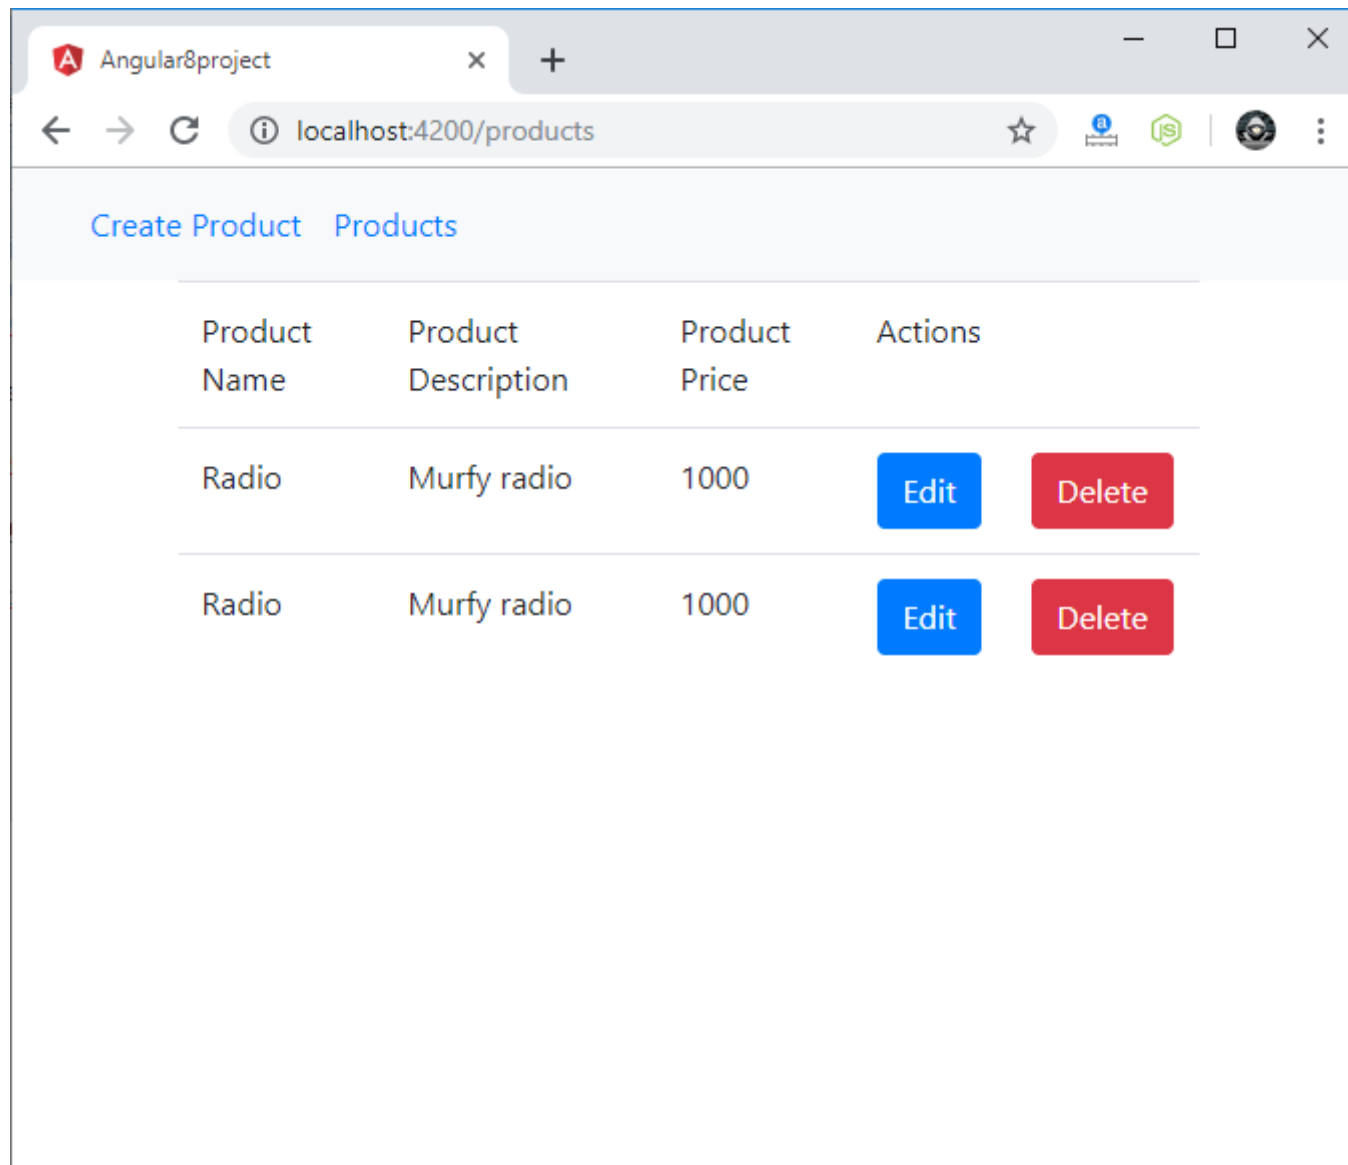 Angular8project
localhost:4200/products
Create Product Products
Product Name Product Description Product Price Actions
Radio Murfy radio 1000 Edit Delete
Radio Murfy radio 1000 Edit Delete